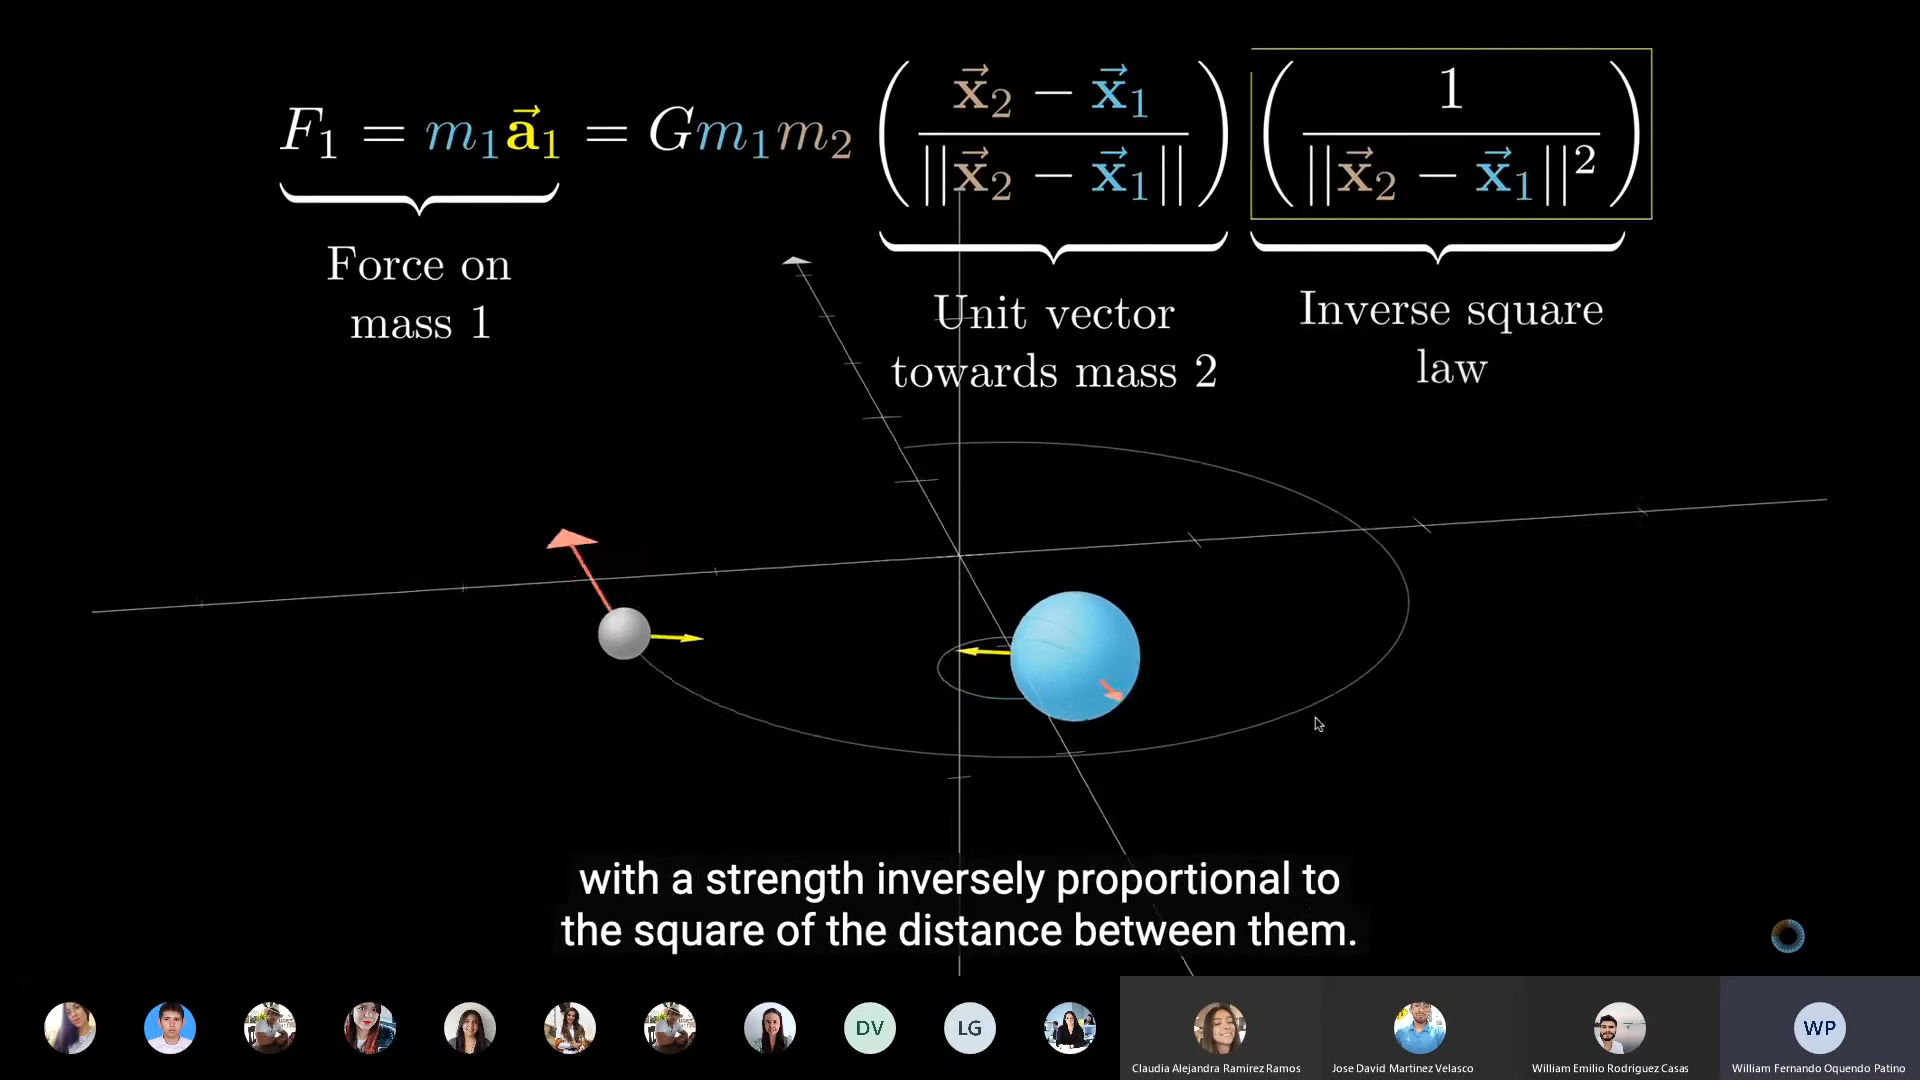 F₁ = m₁a⃗₁ = Gm₁m₂ ( (x⃗₂ − x⃗₁) / ||x⃗₂ − x⃗₁|| ) ( 1 / ||x⃗₂ − x⃗₁||² )
Force on
mass 1
Unit vector
towards mass 2
Inverse square
law
with a strength inversely proportional to
the square of the distance between them.
DV
LG
WP
Claudia Alejandra Ramirez Ramos
Jose David Martinez Velasco
William Emilio Rodriguez Casas
William Fernando Oquendo Patino